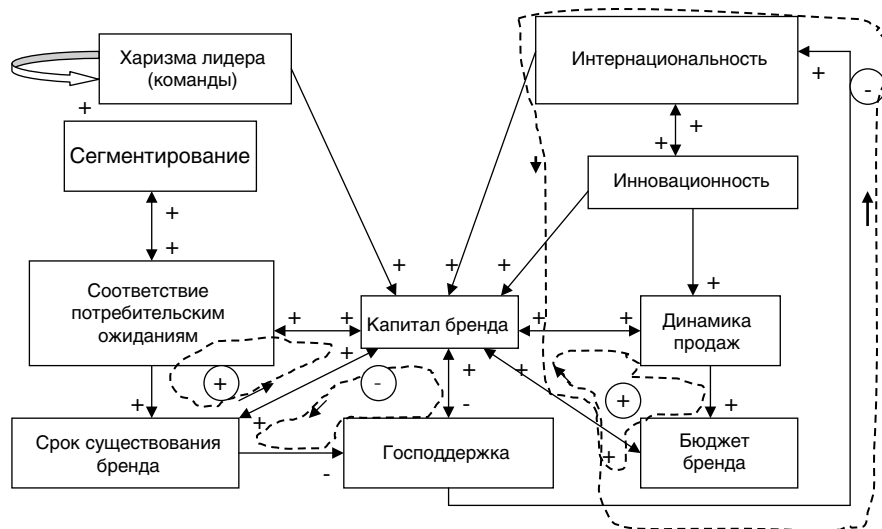 Харизма лидера
(команды)
Интернациональность
+
+
-
Сегментирование
+
+
Инновационность
+
+
+
+
+
+
Соответствие
потребительским
ожиданиям
+
+
Капитал бренда
+
+
Динамика
продаж
+
+
+
-
+
+
+
+
+
-
+
Срок существования
бренда
-
Господдержка
+
Бюджет
бренда